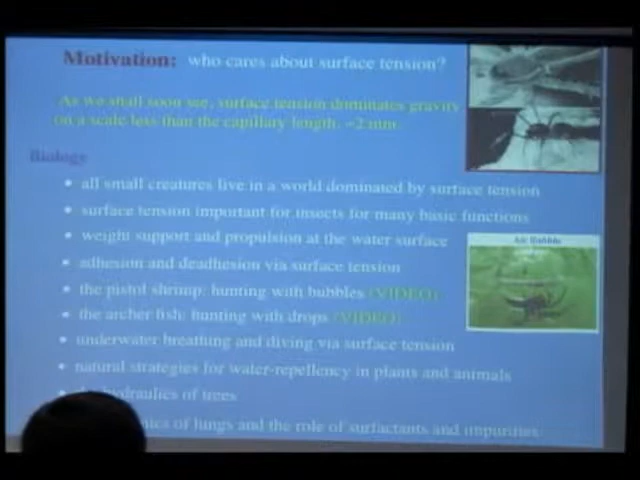 Motivation: who cares about surface tension?
As we shall soon see, surface tension dominates gravity
on a scale less than the capillary length, ~2 mm.
Biology
• all small creatures live in a world dominated by surface tension
• surface tension important for insects for many basic functions
• weight support and propulsion at the water surface
Air Bubble
• adhesion and deadhesion via surface tension
• the pistol shrimp: hunting with bubbles (VIDEO)
• the archer fish: hunting with drops (VIDEO)
• underwater breathing and diving via surface tension
• natural strategies for water-repellency in plants and animals
• hydraulics of trees
of lungs and the role of surfactants and impurities